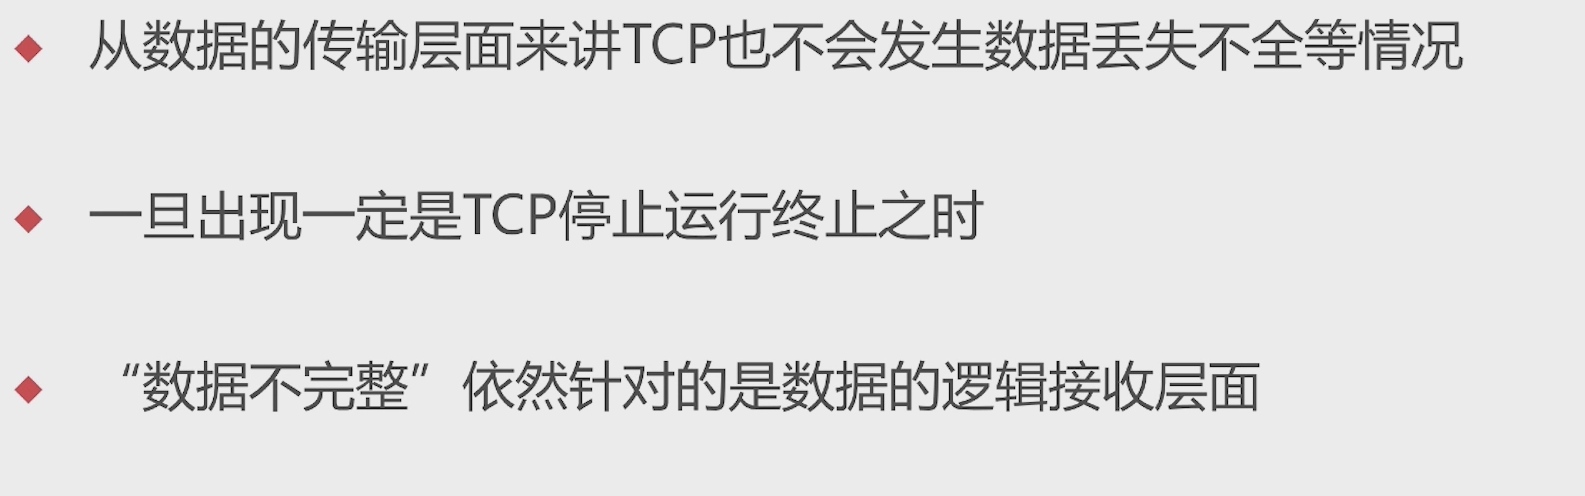 从数据的传输层面来讲TCP也不会发生数据丢失不全等情况
一旦出现一定是TCP停止运行终止之时
“数据不完整”依然针对的是数据的逻辑接收层面